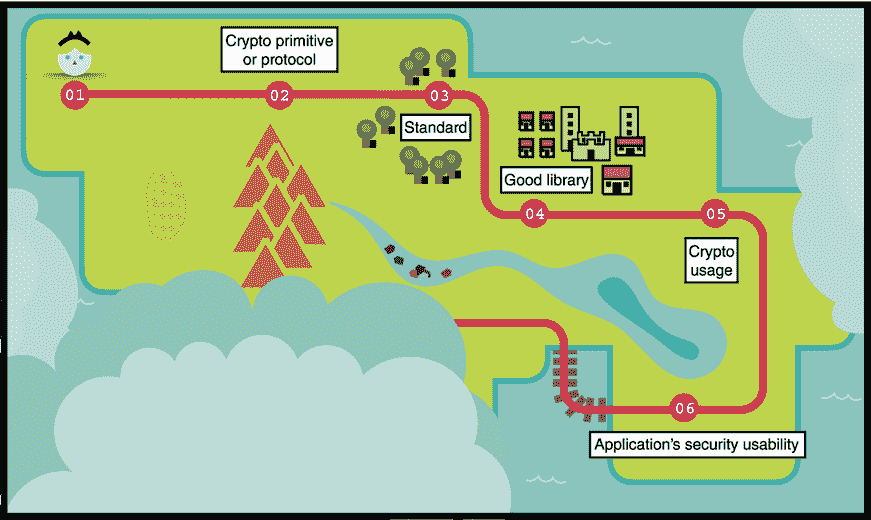 Crypto primitive
or protocol
01
02
03
Standard
Good library
04
05
Crypto
usage
06
Application's security usability